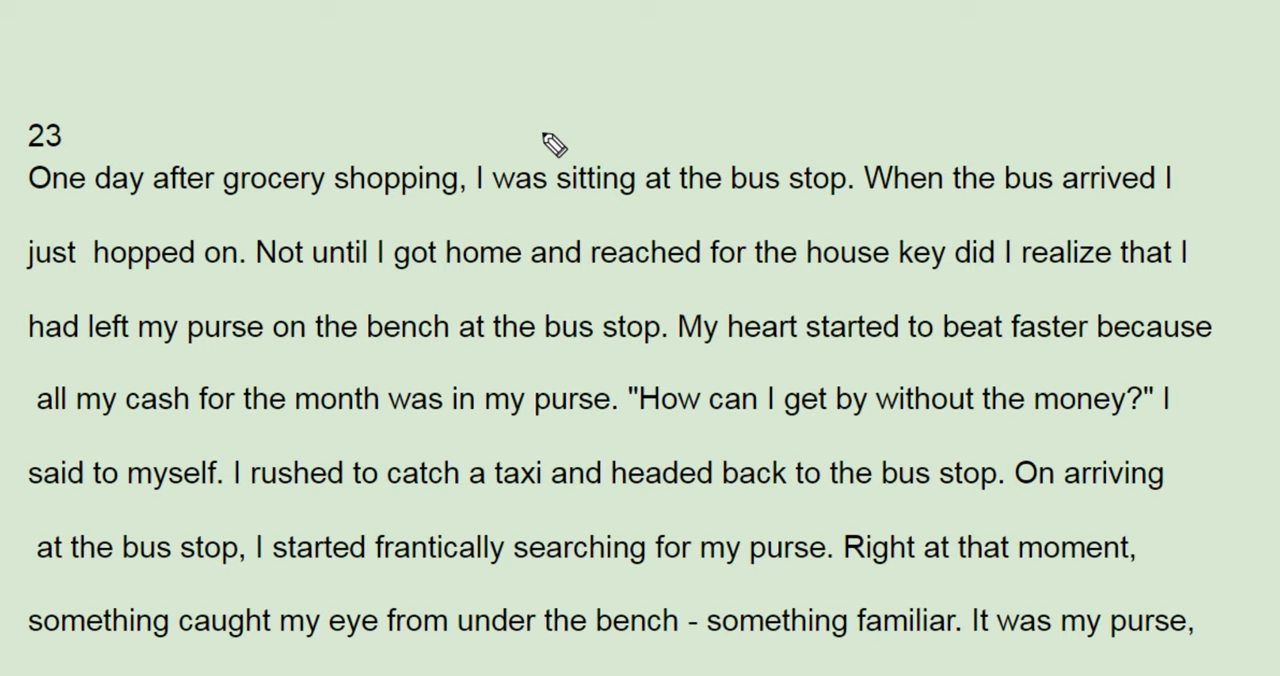 23
One day after grocery shopping, I was sitting at the bus stop. When the bus arrived I
just  hopped on. Not until I got home and reached for the house key did I realize that I
had left my purse on the bench at the bus stop. My heart started to beat faster because
all my cash for the month was in my purse. "How can I get by without the money?" I
said to myself. I rushed to catch a taxi and headed back to the bus stop. On arriving
at the bus stop, I started frantically searching for my purse. Right at that moment,
something caught my eye from under the bench - something familiar. It was my purse,